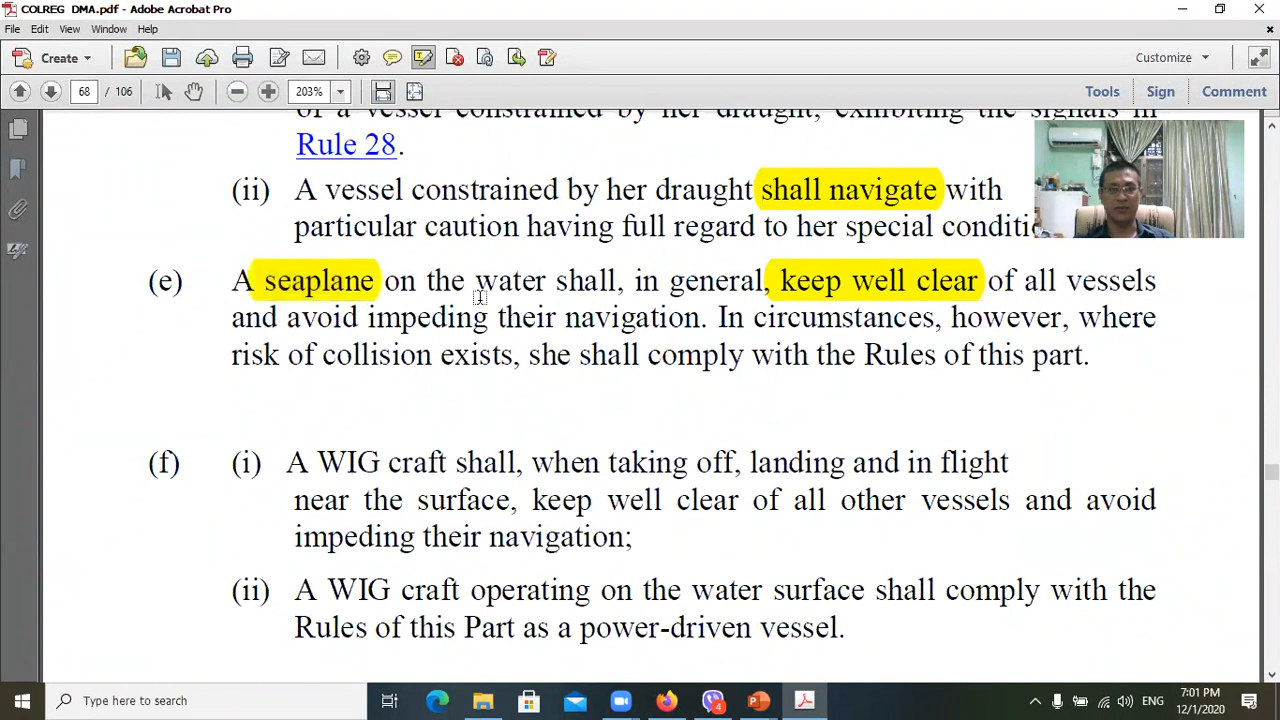 COLREG DMA.pdf - Adobe Acrobat Pro
File Edit View Window Help
Create
Customize
68 / 106
203%
Tools Sign Comment
of a vessel constrained by her draught, exhibiting the signals in
Rule 28.
(ii) A vessel constrained by her draught shall navigate with
particular caution having full regard to her special conditi
(e) A seaplane on the water shall, in general, keep well clear of all vessels
and avoid impeding their navigation. In circumstances, however, where
risk of collision exists, she shall comply with the Rules of this part.
(f) (i) A WIG craft shall, when taking off, landing and in flight
near the surface, keep well clear of all other vessels and avoid
impeding their navigation;
(ii) A WIG craft operating on the water surface shall comply with the
Rules of this Part as a power-driven vessel.
Type here to search
4
ENG
7:01 PM
12/1/2020